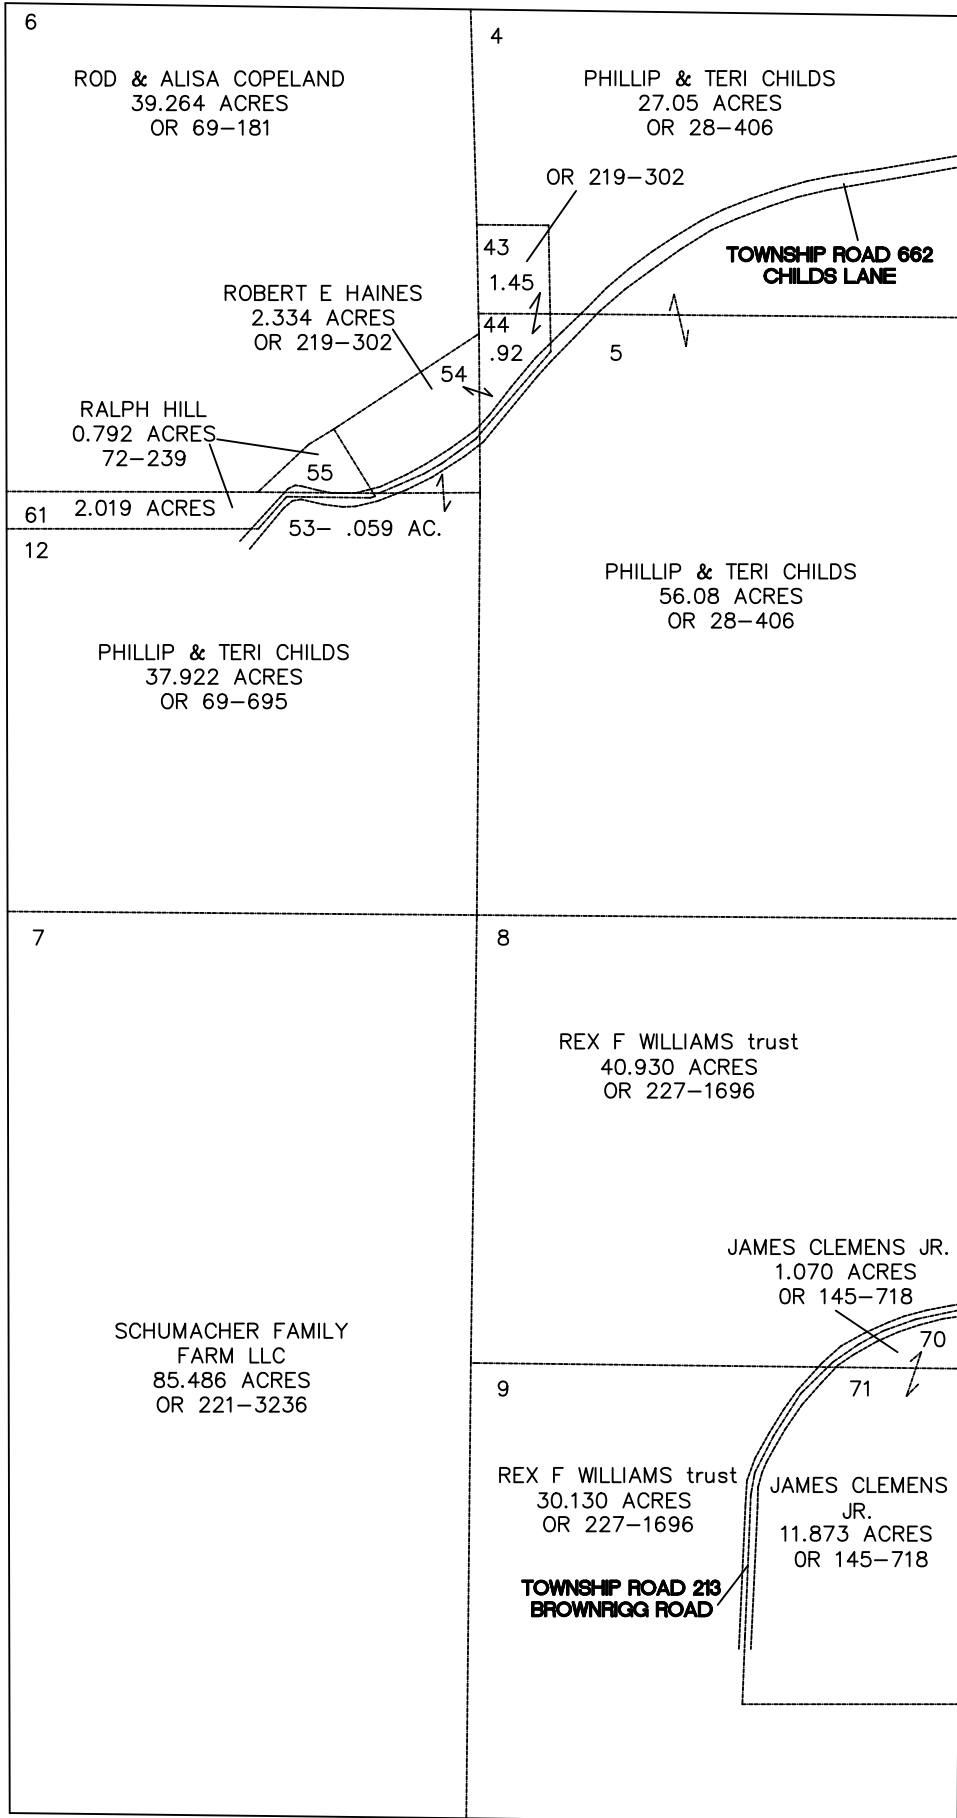 6
ROD & ALISA COPELAND
39.264 ACRES
OR 69-181
4
PHILLIP & TERI CHILDS
27.05 ACRES
OR 28-406
OR 219-302
TOWNSHIP ROAD 662
CHILDS LANE
43
1.45
44
.92
5
ROBERT E HAINES
2.334 ACRES
OR 219-302
54
RALPH HILL
0.792 ACRES
72-239
55
61
2.019 ACRES
53- .059 AC.
12
PHILLIP & TERI CHILDS
56.08 ACRES
OR 28-406
PHILLIP & TERI CHILDS
37.922 ACRES
OR 69-695
7
8
REX F WILLIAMS trust
40.930 ACRES
OR 227-1696
JAMES CLEMENS JR.
1.070 ACRES
OR 145-718
70
SCHUMACHER FAMILY
FARM LLC
85.486 ACRES
OR 221-3236
9
71
REX F WILLIAMS trust
30.130 ACRES
OR 227-1696
JAMES CLEMENS
JR.
11.873 ACRES
OR 145-718
TOWNSHIP ROAD 213
BROWNRIGG ROAD